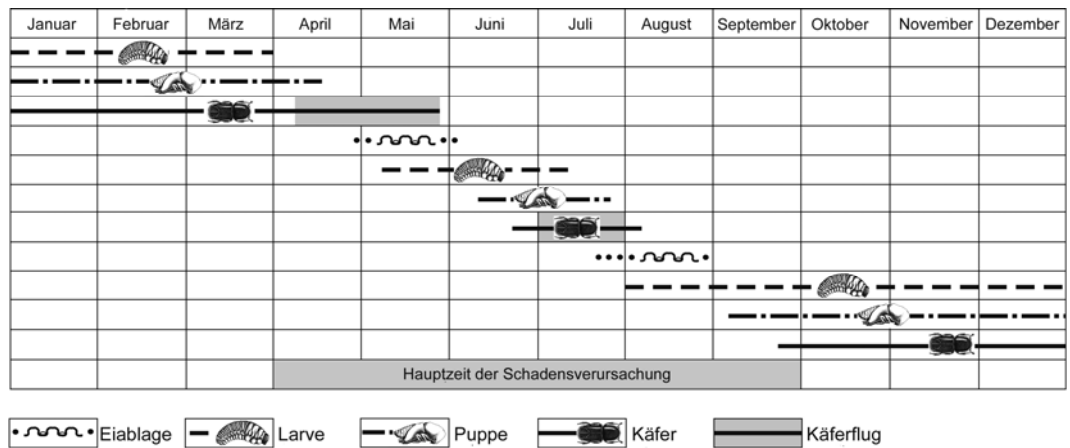 Januar Februar März April Mai Juni Juli August September Oktober November Dezember
Hauptzeit der Schadensverursachung
Eiablage Larve Puppe Käfer Käferflug